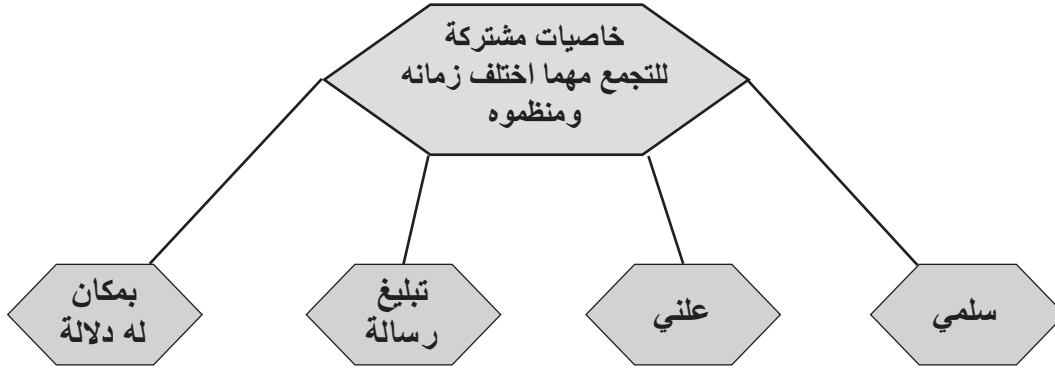 خاصيات مشتركة
للتجمع مهما اختلف زمانه
ومنظموه
سلمي
علني
تبليغ
رسالة
بمكان
له دلالة